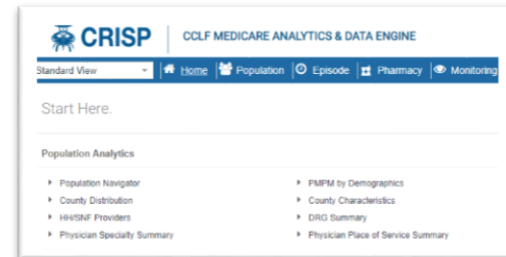 CRISP CCLF MEDICARE ANALYTICS & DATA ENGINE
Standard View Home Population Episode Pharmacy Monitoring
Start Here.
Population Analytics
Population Navigator
County Distribution
HH/SNF Providers
Physician Specialty Summary
PMPM by Demographics
County Characteristics
DRG Summary
Physician Place of Service Summary